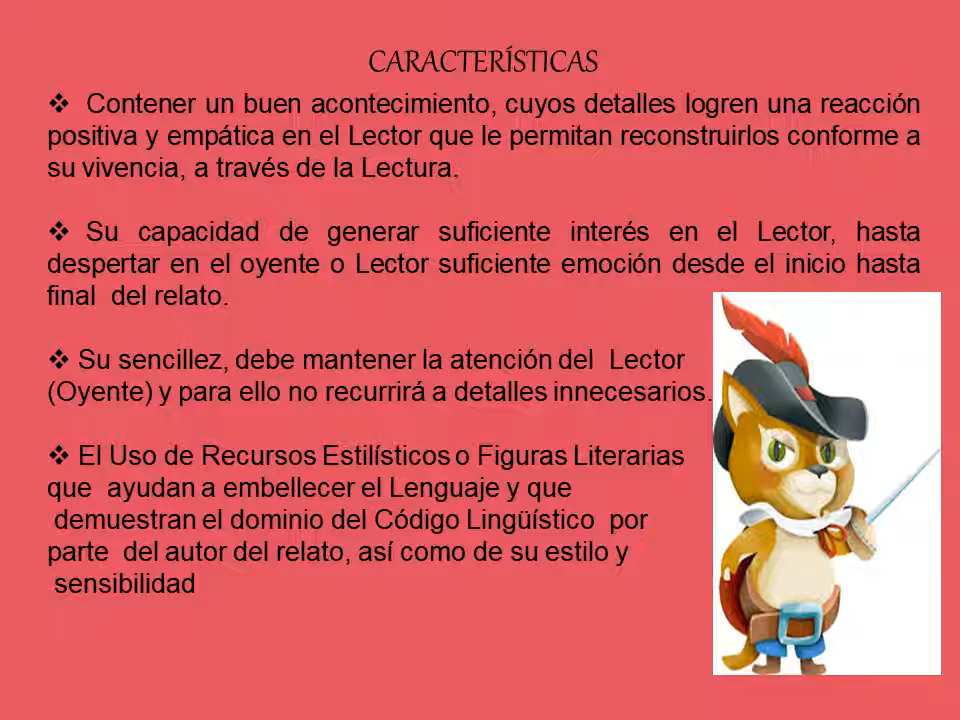 CARACTERÍSTICAS
❖ Contener un buen acontecimiento, cuyos detalles logren una reacción
positiva y empática en el Lector que le permitan reconstruirlos conforme a
su vivencia, a través de la Lectura.
❖ Su capacidad de generar suficiente interés en el Lector, hasta
despertar en el oyente o Lector suficiente emoción desde el inicio hasta
final del relato.
❖ Su sencillez, debe mantener la atención del Lector
(Oyente) y para ello no recurrirá a detalles innecesarios.
❖ El Uso de Recursos Estilísticos o Figuras Literarias
que ayudan a embellecer el Lenguaje y que
demuestran el dominio del Código Lingüístico por
parte del autor del relato, así como de su estilo y
sensibilidad